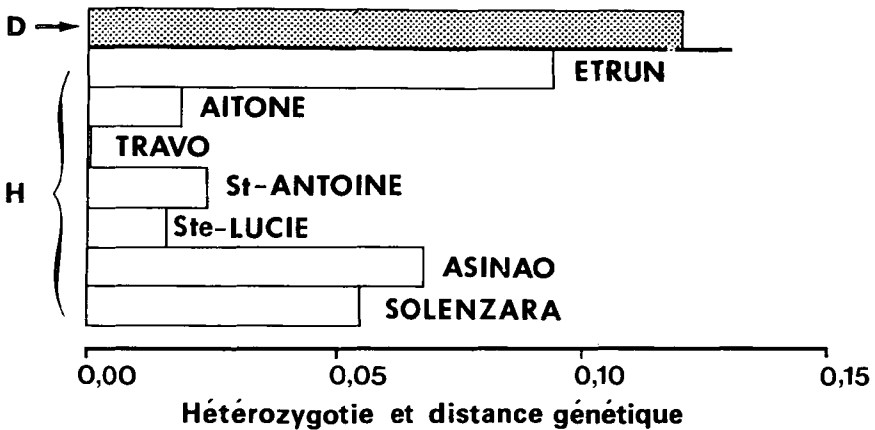 D →
ETRUN
AITONE
TRAVO
H
St-ANTOINE
Ste-LUCIE
ASINAO
SOLENZARA
0,00 0,05 0,10 0,15
Hétérozygotie et distance génétique